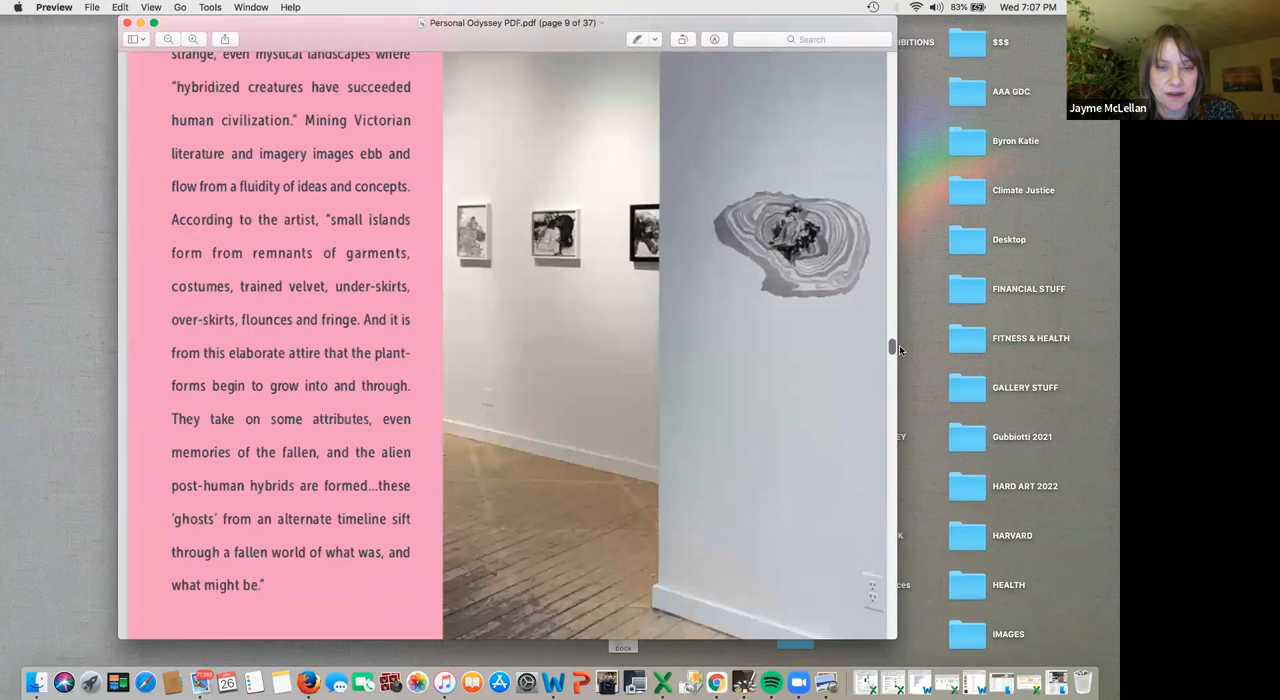 Preview File Edit View Go Tools Window Help
83% Wed 7:07 PM
Personal Odyssey PDF.pdf (page 9 of 37)
Search
strange, even mystical landscapes where
"hybridized creatures have succeeded
human civilization." Mining Victorian
literature and imagery images ebb and
flow from a fluidity of ideas and concepts.
According to the artist, "small islands
form from remnants of garments,
costumes, trained velvet, under-skirts,
over-skirts, flounces and fringe. And it is
from this elaborate attire that the plant-
forms begin to grow into and through.
They take on some attributes, even
memories of the fallen, and the alien
post-human hybrids are formed...these
'ghosts' from an alternate timeline sift
through a fallen world of what was, and
what might be."
IBITIONS
$$$
AAA GDC
Byron Katie
Climate Justice
Desktop
FINANCIAL STUFF
FITNESS & HEALTH
GALLERY STUFF
EY
Gubbiotti 2021
HARD ART 2022
K
HARVARD
ces
HEALTH
IMAGES
Jayme McLellan
DOCX
26